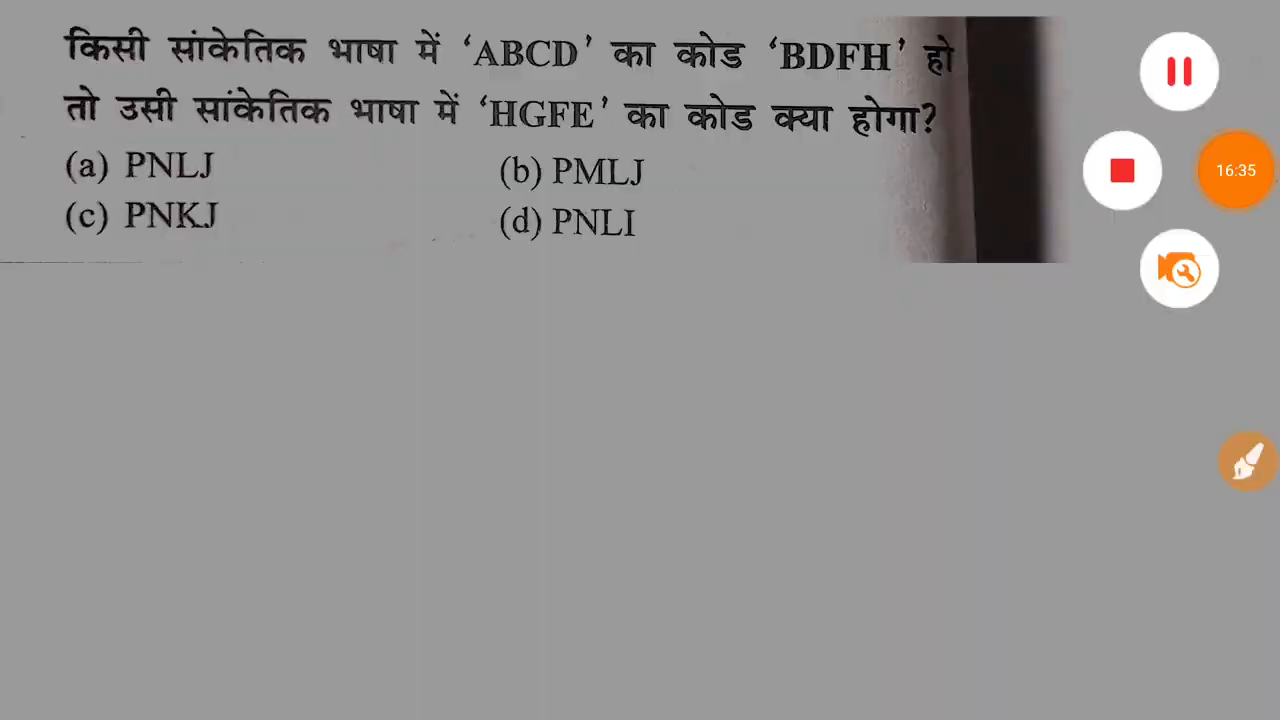 किसी सांकेतिक भाषा में ‘ABCD’ का कोड ‘BDFH’ हो
तो उसी सांकेतिक भाषा में ‘HGFE’ का कोड क्या होगा?
(a) PNLJ (b) PMLJ
(c) PNKJ (d) PNLI
16:35